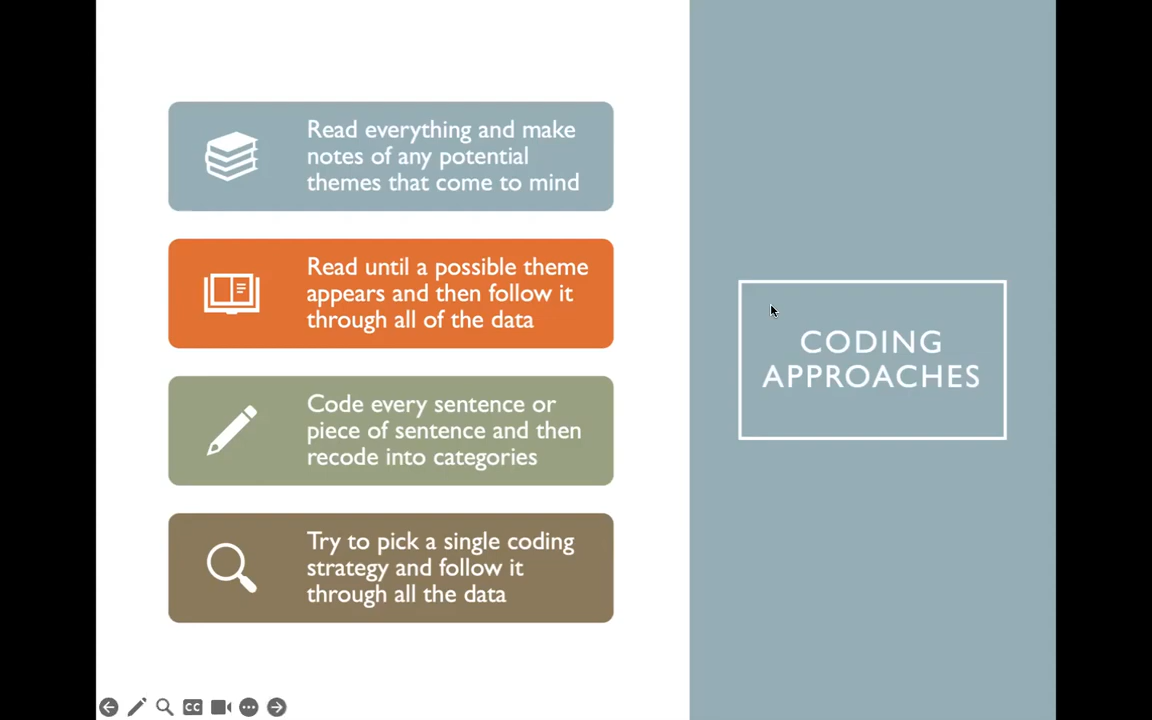 Read everything and make
notes of any potential
themes that come to mind
Read until a possible theme
appears and then follow it
through all of the data
Code every sentence or
piece of sentence and then
recode into categories
Try to pick a single coding
strategy and follow it
through all the data
CODING
APPROACHES
CC